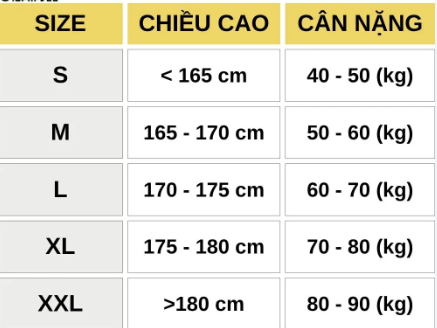 SIZE CHIỀU CAO CÂN NẶNG
S < 165 cm 40 - 50 (kg)
M 165 - 170 cm 50 - 60 (kg)
L 170 - 175 cm 60 - 70 (kg)
XL 175 - 180 cm 70 - 80 (kg)
XXL >180 cm 80 - 90 (kg)